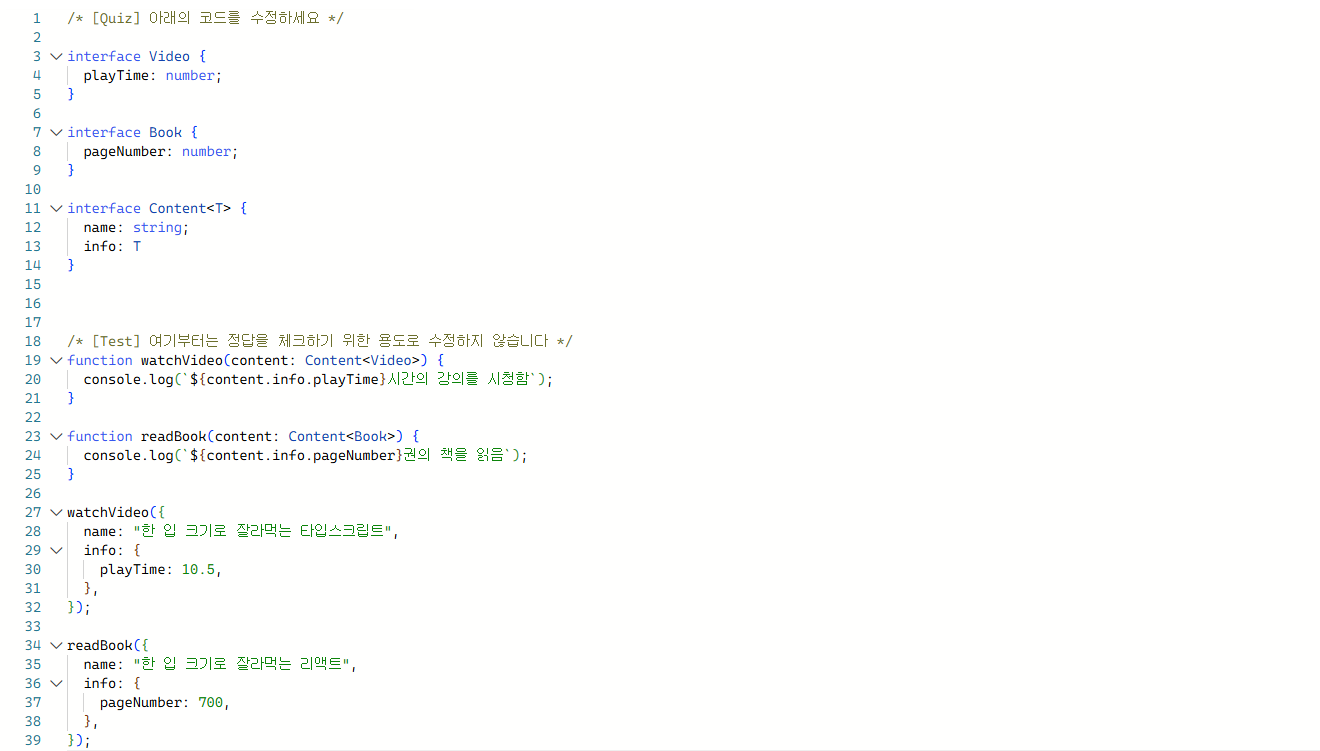 1 /* [Quiz] 아래의 코드를 수정하세요 */
2
3 interface Video {
4 playTime: number;
5 }
6
7 interface Book {
8 pageNumber: number;
9 }
10
11 interface Content<T> {
12 name: string;
13 info: T
14 }
15
16
17
18 /* [Test] 여기부터는 정답을 체크하기 위한 용도로 수정하지 않습니다 */
19 function watchVideo(content: Content<Video>) {
20 console.log(`${content.info.playTime}시간의 강의를 시청함`);
21 }
22
23 function readBook(content: Content<Book>) {
24 console.log(`${content.info.pageNumber}권의 책을 읽음`);
25 }
26
27 watchVideo({
28 name: "한 입 크기로 잘라먹는 타입스크립트",
29 info: {
30 playTime: 10.5,
31 },
32 });
33
34 readBook({
35 name: "한 입 크기로 잘라먹는 리액트",
36 info: {
37 pageNumber: 700,
38 },
39 });